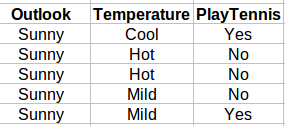 Outlook Temperature PlayTennis
Sunny Cool Yes
Sunny Hot No
Sunny Hot No
Sunny Mild No
Sunny Mild Yes